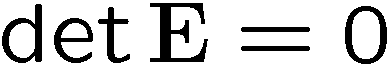 det E = 0